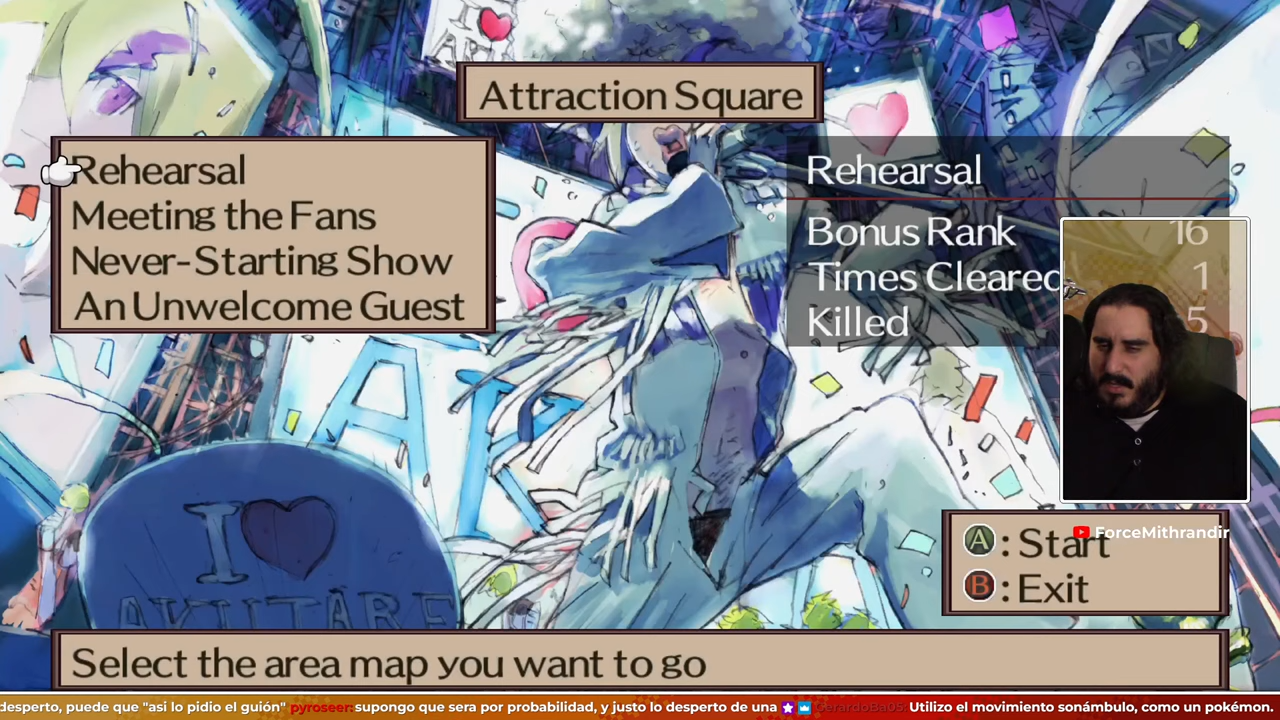 Attraction Square
Rehearsal
Meeting the Fans
Never-Starting Show
An Unwelcome Guest
Rehearsal
Bonus Rank 16
Times Cleared 1
Killed 5
I
AKUTARE
A : Start
ForceMithrandir
B : Exit
Select the area map you want to go
desperto, puede que "asi lo pidio el guión" pyroseer: supongo que sera por probabilidad, y justo lo desperto de una GerardoBa05: Utilizo el movimiento sonámbulo, como un pokémon.